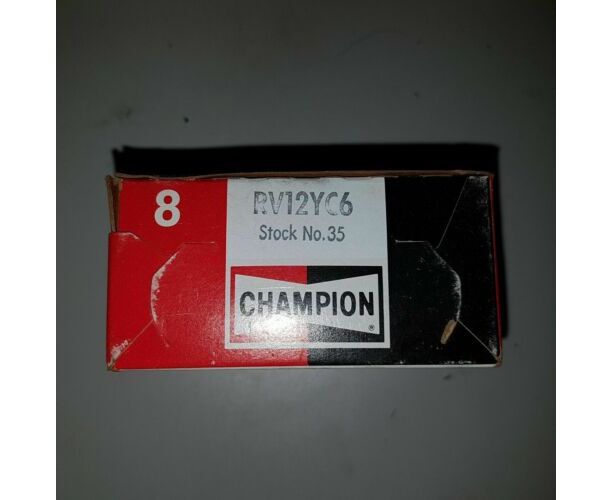 8
RV12YC6
Stock No.35
CHAMPION
®